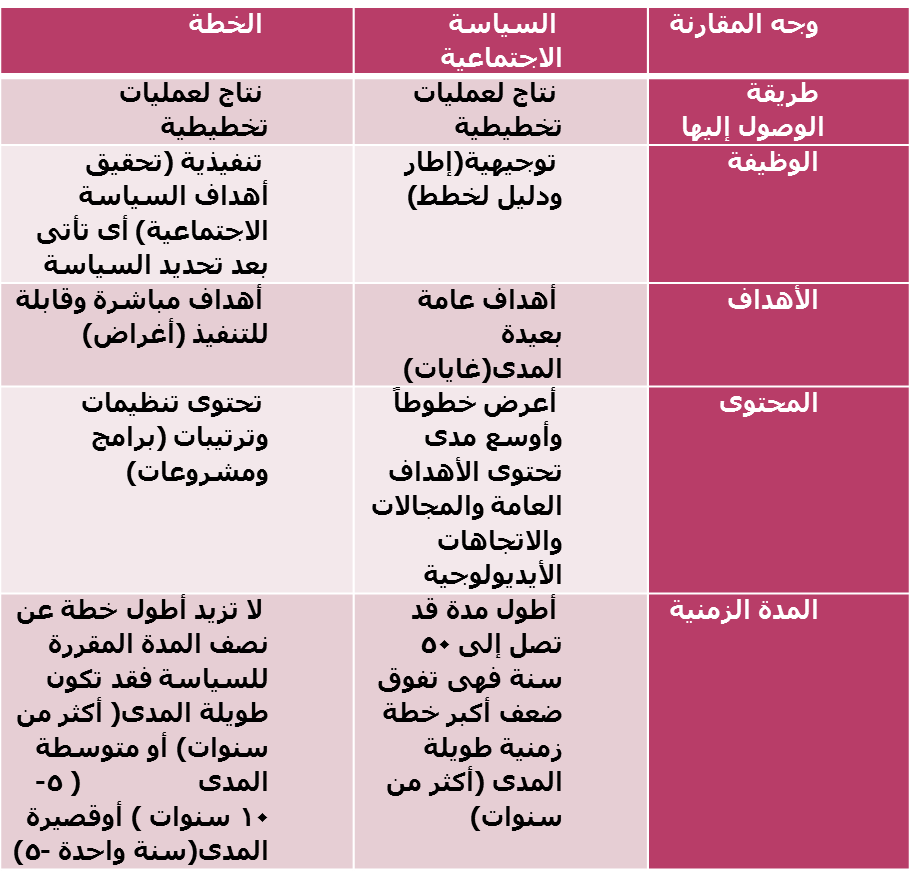 وجه المقارنة
السياسة
الاجتماعية
الخطة
طريقة
الوصول إليها
نتاج لعمليات
تخطيطية
نتاج لعمليات
تخطيطية
الوظيفة
توجيهية(إطار
ودليل لخطط)
تنفيذية (تحقيق
أهداف السياسة
الاجتماعية) أى تأتى
بعد تحديد السياسة
الأهداف
أهداف عامة
بعيدة
المدى(غايات)
أهداف مباشرة وقابلة
للتنفيذ (أغراض)
المحتوى
أعرض خطوطاً
وأوسع مدى
تحتوى الأهداف
العامة والمجالات
والاتجاهات
الأيديولوجية
تحتوى تنظيمات
وترتيبات (برامج
ومشروعات)
المدة الزمنية
أطول مدة قد
تصل إلى ٥٠
سنة فهى تفوق
ضعف أكبر خطة
زمنية طويلة
المدى (أكثر من
سنوات)
لا تزيد أطول خطة عن
نصف المدة المقررة
للسياسة فقد تكون
طويلة المدى( أكثر من
سنوات) أو متوسطة
المدى ( ٥-
١٠ سنوات ) أوقصيرة
المدى(سنة واحدة -٥)